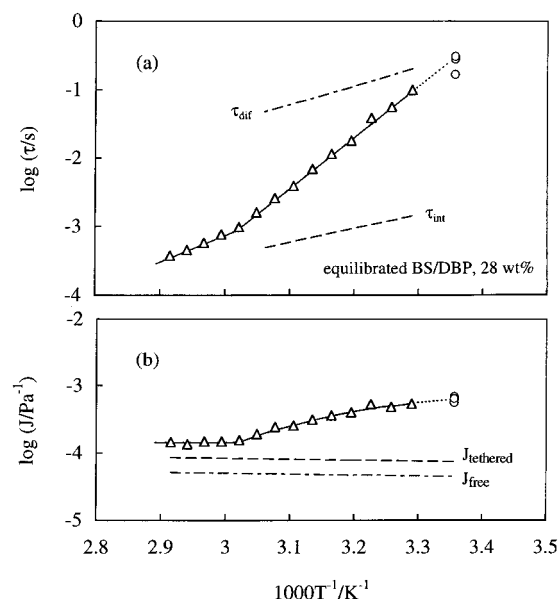 0
(a)
-1
τdif
log (τ/s)
-2
-3
τint
equilibrated BS/DBP, 28 wt%
-4
-2
(b)
log (J/Pa⁻¹)
-3
-4
Jtethered
Jfree
-5
2.8 2.9 3 3.1 3.2 3.3 3.4 3.5
1000T⁻¹/K⁻¹